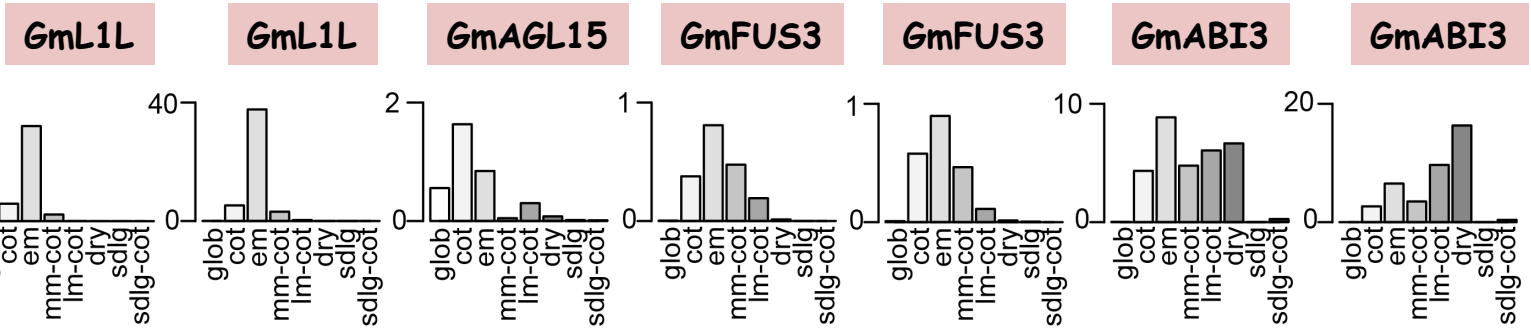 GmL1L
GmL1L
GmAGL15
GmFUS3
GmFUS3
GmABI3
GmABI3
cot
em
mm-cot
lm-cot
dry
sdlg
sdlg-cot
40
0
glob
cot
em
mm-cot
lm-cot
dry
sdlg
sdlg-cot
2
0
glob
cot
em
mm-cot
lm-cot
dry
sdlg
sdlg-cot
1
0
glob
cot
em
mm-cot
lm-cot
dry
sdlg
sdlg-cot
1
0
glob
cot
em
mm-cot
lm-cot
dry
sdlg
sdlg-cot
10
0
glob
cot
em
mm-cot
lm-cot
dry
sdlg
sdlg-cot
20
0
glob
cot
em
mm-cot
lm-cot
dry
sdlg
sdlg-cot